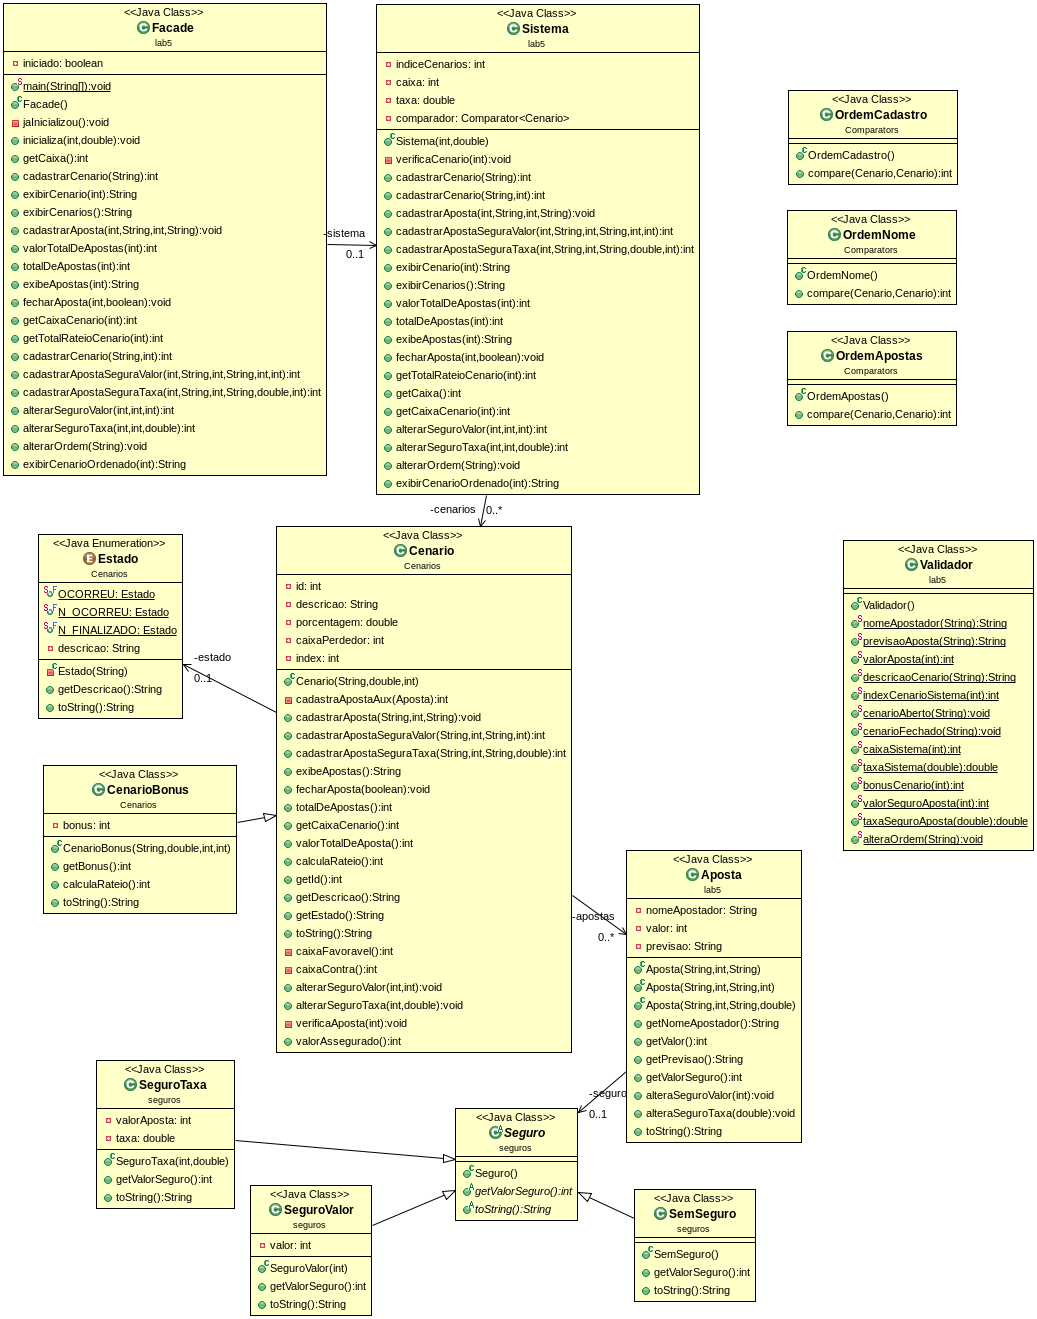 <<Java Class>>
Facade
lab5
iniciado: boolean
main(String[]):void
Facade()
jaInicializou():void
inicializa(int,double):void
getCaixa():int
cadastrarCenario(String):int
exibirCenario(int):String
exibirCenarios():String
cadastrarAposta(int,String,int,String):void
valorTotalDeApostas(int):int
totalDeApostas(int):int
exibeApostas(int):String
fecharAposta(int,boolean):void
getCaixaCenario(int):int
getTotalRateioCenario(int):int
cadastrarCenario(String,int):int
cadastrarApostaSeguraValor(int,String,int,String,int,int):int
cadastrarApostaSeguraTaxa(int,String,int,String,double,int):int
alterarSeguroValor(int,int,int):int
alterarSeguroTaxa(int,int,double):int
alterarOrdem(String):void
exibirCenarioOrdenado(int):String
-sistema
0..1
<<Java Class>>
Sistema
lab5
indiceCenarios: int
caixa: int
taxa: double
comparador: Comparator<Cenario>
Sistema(int,double)
verificaCenario(int):void
cadastrarCenario(String):int
cadastrarCenario(String,int):int
cadastrarAposta(int,String,int,String):void
cadastrarApostaSeguraValor(int,String,int,String,int,int):int
cadastrarApostaSeguraTaxa(int,String,int,String,double,int):int
exibirCenario(int):String
exibirCenarios():String
valorTotalDeApostas(int):int
totalDeApostas(int):int
exibeApostas(int):String
fecharAposta(int,boolean):void
getTotalRateioCenario(int):int
getCaixa():int
getCaixaCenario(int):int
alterarSeguroValor(int,int,int):int
alterarSeguroTaxa(int,int,double):int
alterarOrdem(String):void
exibirCenarioOrdenado(int):String
-cenarios
0..*
<<Java Class>>
OrdemCadastro
Comparators
OrdemCadastro()
compare(Cenario,Cenario):int
<<Java Class>>
OrdemNome
Comparators
OrdemNome()
compare(Cenario,Cenario):int
<<Java Class>>
OrdemApostas
Comparators
OrdemApostas()
compare(Cenario,Cenario):int
<<Java Enumeration>>
Estado
Cenarios
OCORREU: Estado
N_OCORREU: Estado
N_FINALIZADO: Estado
descricao: String
Estado(String)
getDescricao():String
toString():String
-estado
0..1
<<Java Class>>
Cenario
Cenarios
id: int
descricao: String
porcentagem: double
caixaPerdedor: int
index: int
Cenario(String,double,int)
cadastraApostaAux(Aposta):int
cadastrarAposta(String,int,String):void
cadastrarApostaSeguraValor(String,int,String,int):int
cadastrarApostaSeguraTaxa(String,int,String,double):int
exibeApostas():String
fecharAposta(boolean):void
totalDeApostas():int
getCaixaCenario():int
valorTotalDeAposta():int
calculaRateio():int
getId():int
getDescricao():String
getEstado():String
toString():String
caixaFavoravel():int
caixaContra():int
alterarSeguroValor(int,int):void
alterarSeguroTaxa(int,double):void
verificaAposta(int):void
valorAssegurado():int
<<Java Class>>
Validador
lab5
Validador()
nomeApostador(String):String
previsaoAposta(String):String
valorAposta(int):int
descricaoCenario(String):String
indexCenarioSistema(int):int
cenarioAberto(String):void
cenarioFechado(String):void
caixaSistema(int):int
taxaSistema(double):double
bonusCenario(int):int
valorSeguroAposta(int):int
taxaSeguroAposta(double):double
alteraOrdem(String):void
<<Java Class>>
CenarioBonus
Cenarios
bonus: int
CenarioBonus(String,double,int,int)
getBonus():int
calculaRateio():int
toString():String
-apostas
0..*
<<Java Class>>
Aposta
lab5
nomeApostador: String
valor: int
previsao: String
Aposta(String,int,String)
Aposta(String,int,String,int)
Aposta(String,int,String,double)
getNomeApostador():String
getValor():int
getPrevisao():String
getValorSeguro():int
alteraSeguroValor(int):void
alteraSeguroTaxa(double):void
toString():String
-seguro
0..1
<<Java Class>>
SeguroTaxa
seguros
valorAposta: int
taxa: double
SeguroTaxa(int,double)
getValorSeguro():int
toString():String
<<Java Class>>
Seguro
seguros
Seguro()
getValorSeguro():int
toString():String
<<Java Class>>
SeguroValor
seguros
valor: int
SeguroValor(int)
getValorSeguro():int
toString():String
<<Java Class>>
SemSeguro
seguros
SemSeguro()
getValorSeguro():int
toString():String